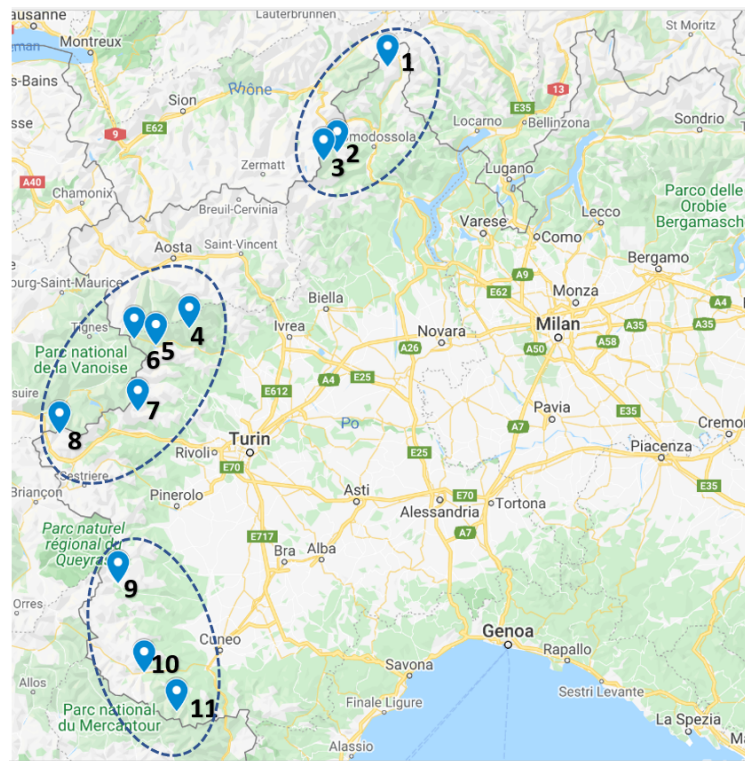 ausanne
Lauterbrunnen
St Moritz
Montreux
s-Bains
Sion
Rhône
1
13
E35
9
E62
Locarno
Bellinzona
Sondrio
modossola
2
3
Zermatt
Lugano
A40
Chamonix
Breuil-Cervinia
Parco delle
Orobie
Bergamasch
Varese
Lecco
Como
Aosta
Saint-Vincent
Bergamo
A9
ourg-Saint-Maurice
Biella
E62
Monza
A4
Tignes
4
5
6
Ivrea
Novara
Milan
A35
A35
Parc national
de la Vanoise
A26
A50
A58
E612
A4
E25
7
A7
Pavia
E35
suire
8
Po
Cremon
Turin
Rivoli
E70
E25
Piacenza
Sestriere
Briançon
Pinerolo
Asti
E70
Tortona
E35
Alessandria
A7
Parc naturel
régional du
Queyras
E717
Bra
Alba
9
Orres
Cuneo
Genoa
10
Rapallo
Savona
Allos
Sestri Levante
Parc national
du Mercantour
11
Finale Ligure
La Spezia
Alassio
Ma